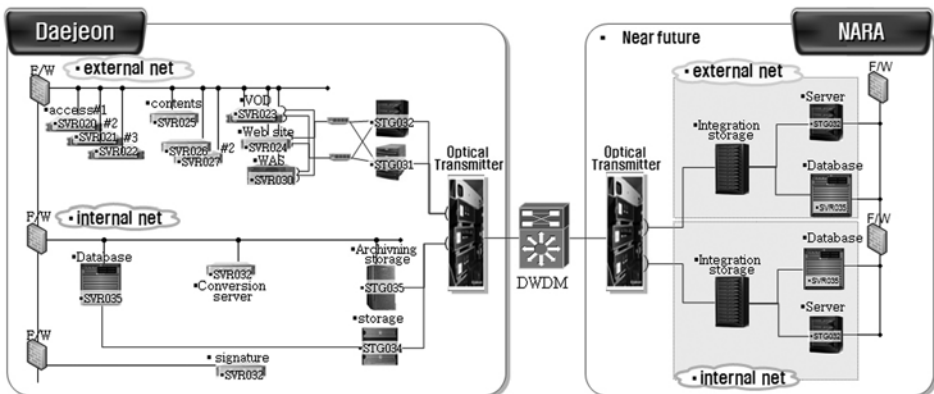 Daejeon
F/W
external net
access#1
SVR020
#2
SVR021
#3
SVR022
contents
SVR025
SVR026
SVR027
#2
VOD
SVR023
Web site
SVR024
WAS
SVR030
STG032
STG031
Optical
Transmitter
F/W
internal net
Database
SVR035
SVR032
Conversion
server
Archivning
storage
STG035
storage
STG034
F/W
signature
SVR032
DWDM
Near future
NARA
Optical
Transmitter
external net
F/W
Integration
storage
Server
STG032
Database
SVR035
F/W
Integration
storage
Database
SVR035
Server
STG032
internal net